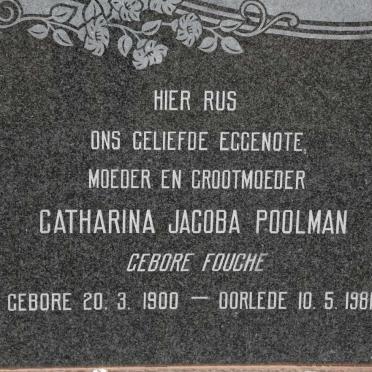 HIER RUS
ONS GELIEFDE EGGENOTE,
MOEDER EN GROOTMOEDER
CATHARINA JACOBA POOLMAN
GEBORE FOUCHE
GEBORE 20. 3. 1900 — OORLEDE 10. 5.